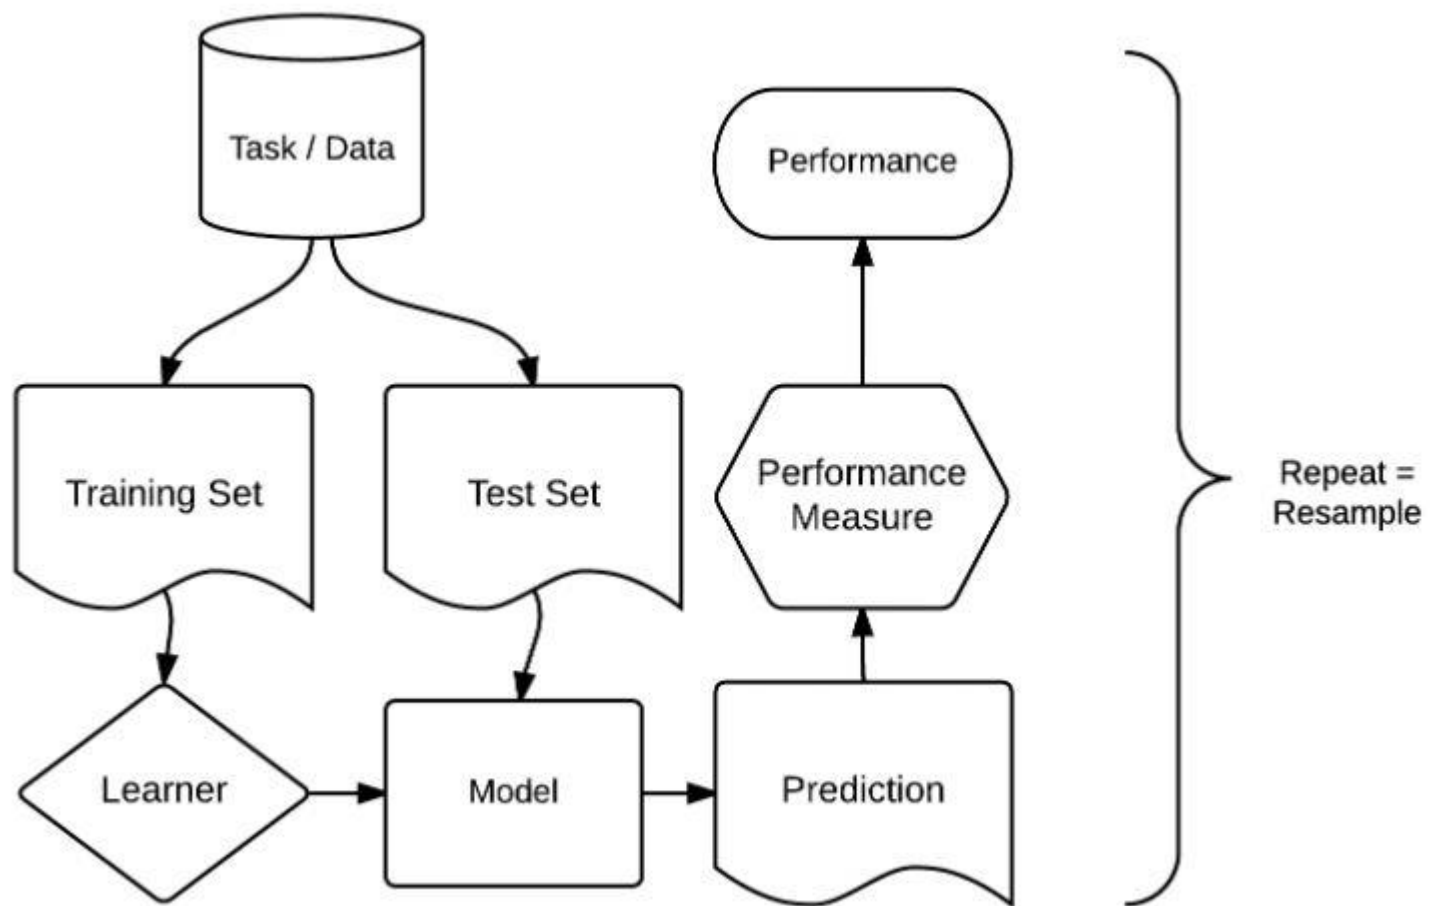 Task / Data
Performance
Training Set
Test Set
Performance
Measure
Repeat =
Resample
Learner
Model
Prediction